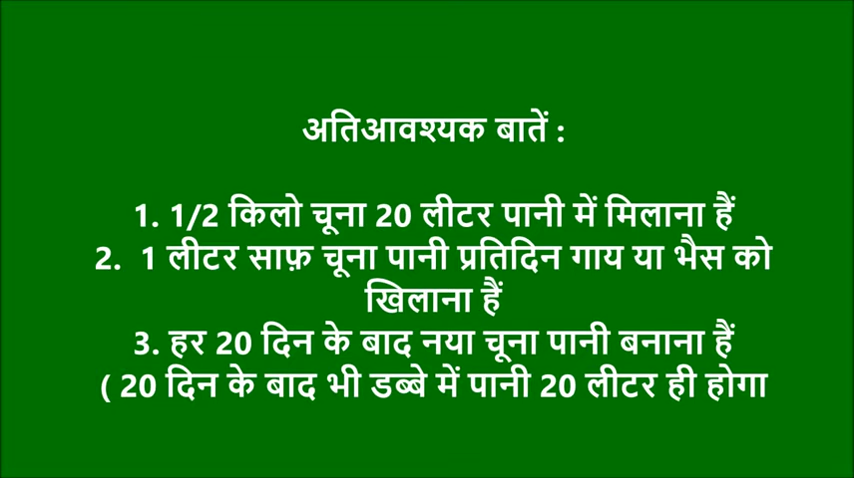 अतिआवश्यक बातें :
1. 1/2 किलो चूना 20 लीटर पानी में मिलाना हैं
2. 1 लीटर साफ़ चूना पानी प्रतिदिन गाय या भैस को
खिलाना हैं
3. हर 20 दिन के बाद नया चूना पानी बनाना हैं
( 20 दिन के बाद भी डब्बे में पानी 20 लीटर ही होगा